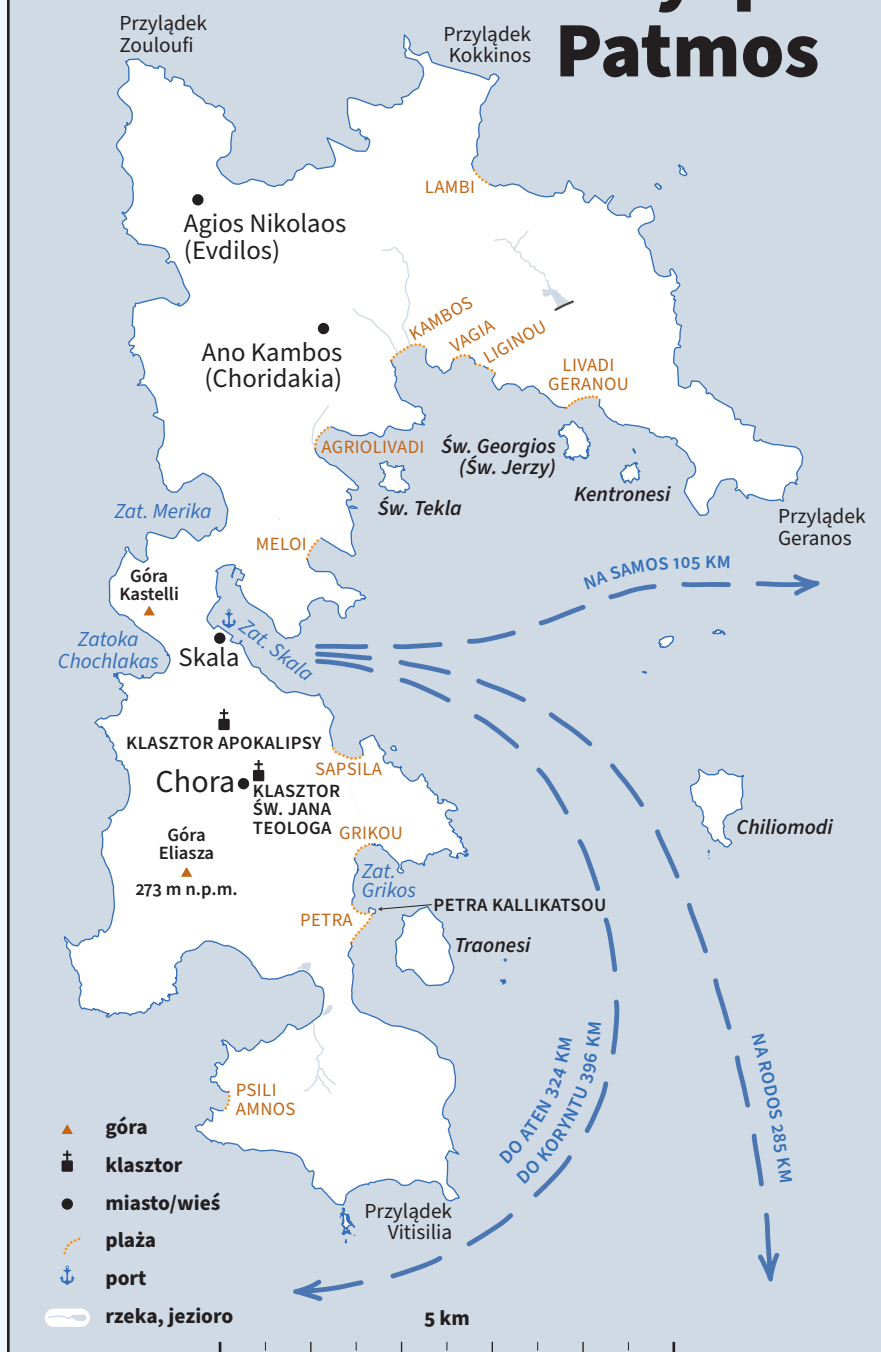 Patmos
Przylądek
Zouloufi
Przylądek
Kokkinos
LAMBI
Agios Nikolaos
(Evdilos)
KAMBOS
VAGIA
LIGINOU
Ano Kambos
(Choridakia)
LIVADI
GERANOU
AGRIOLIVADI
Św. Georgios
(Św. Jerzy)
Kentronesi
Św. Tekla
Zat. Merika
Przylądek
Geranos
MELOI
NA SAMOS 105 KM
Góra
Kastelli
Zatoka
Chochlakas
Skala
Zat. Skala
KLASZTOR APOKALIPSY
SAPSILA
Chora
KLASZTOR
ŚW. JANA
TEOLOGA
Chiliomodi
GRIKOU
Góra
Eliasza
273 m n.p.m.
Zat.
Grikos
PETRA KALLIKATSOU
PETRA
Traonesi
DO ATEN 324 KM
DO KORYNTU 396 KM
NA RODOS 285 KM
PSILI
AMNOS
Przylądek
Vitisilia
góra
klasztor
miasto/wieś
plaża
port
rzeka, jezioro
5 km